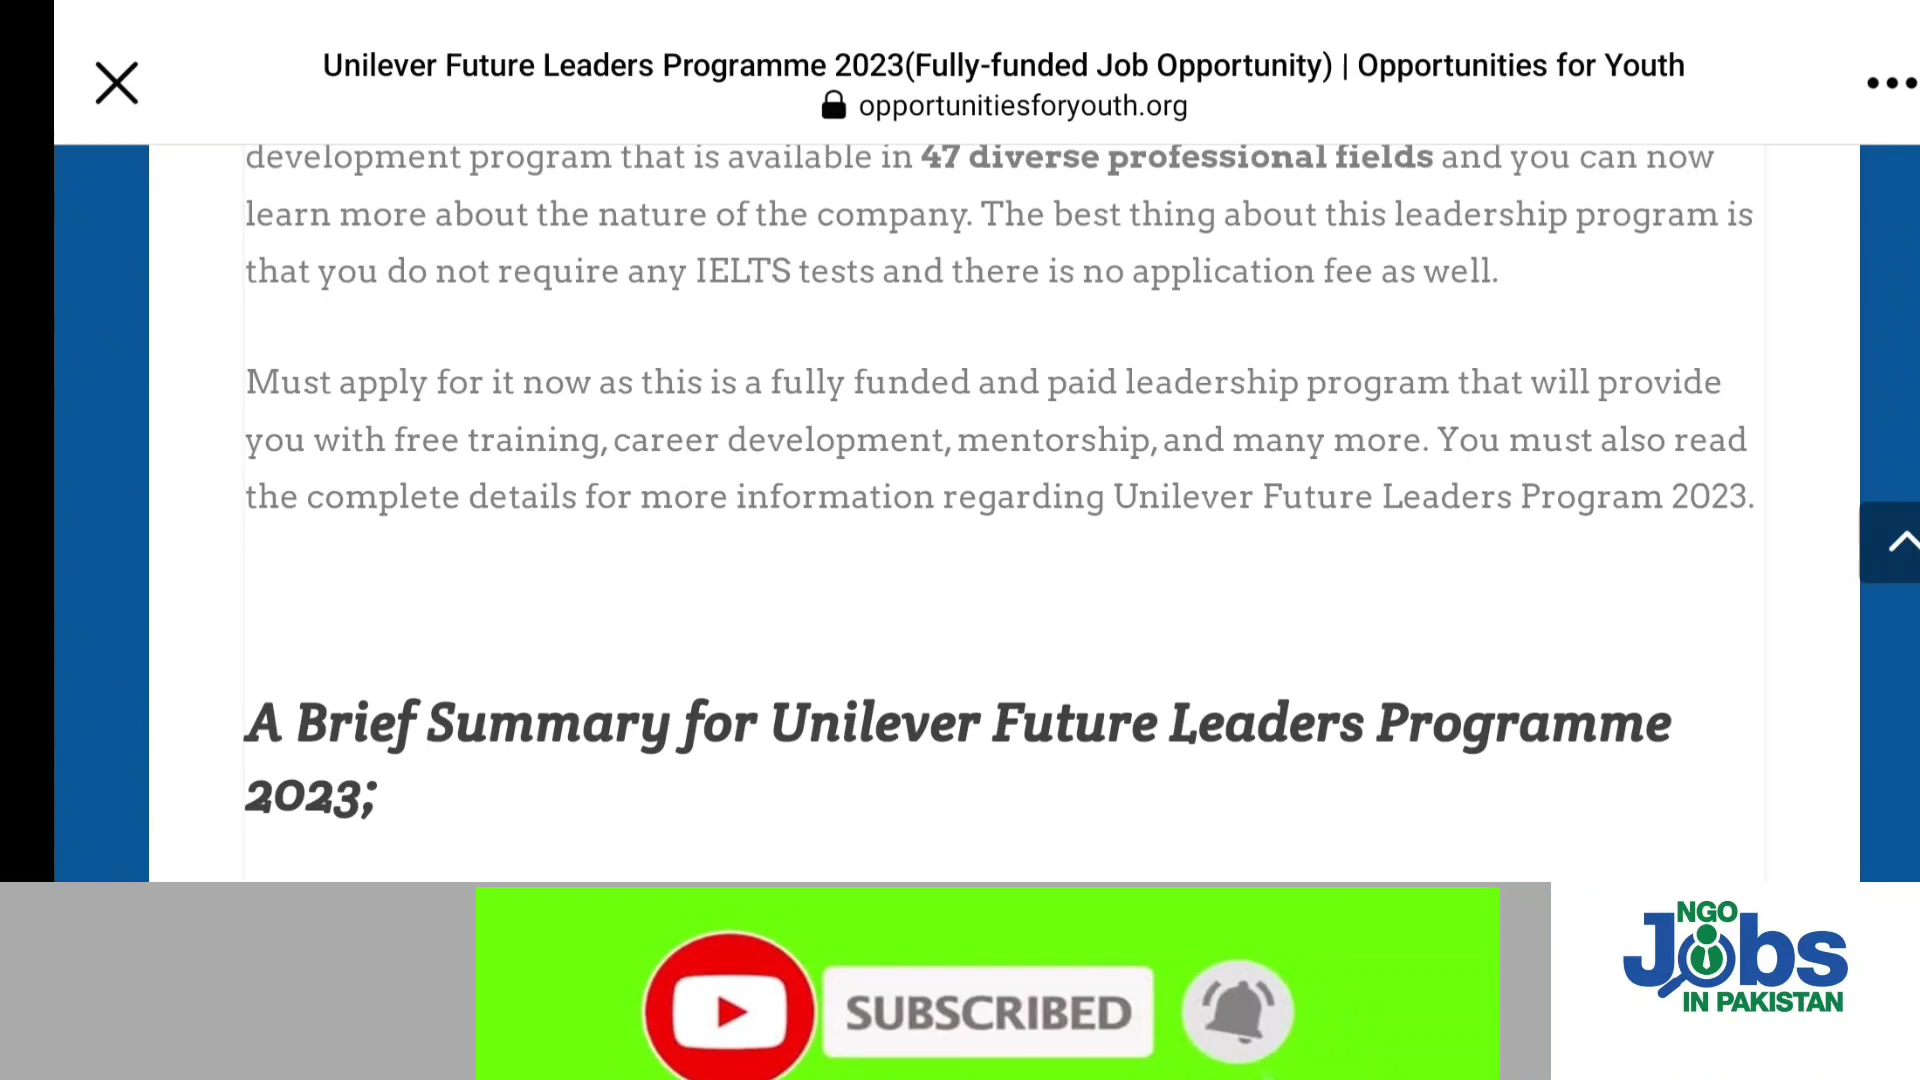 Unilever Future Leaders Programme 2023(Fully-funded Job Opportunity) | Opportunities for Youth
opportunitiesforyouth.org
development program that is available in 47 diverse professional fields and you can now
learn more about the nature of the company. The best thing about this leadership program is
that you do not require any IELTS tests and there is no application fee as well.
Must apply for it now as this is a fully funded and paid leadership program that will provide
you with free training, career development, mentorship, and many more. You must also read
the complete details for more information regarding Unilever Future Leaders Program 2023.
A Brief Summary for Unilever Future Leaders Programme
2023;
SUBSCRIBED
NGO
Jobs
IN PAKISTAN